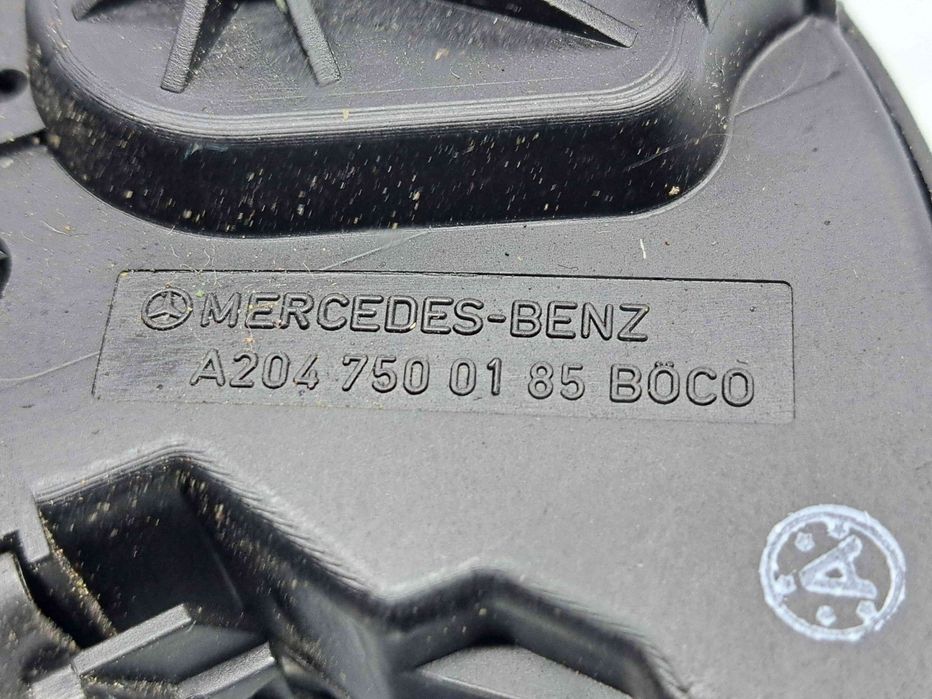 MERCEDES-BENZ
A204 750 01 85 BÖCO
A